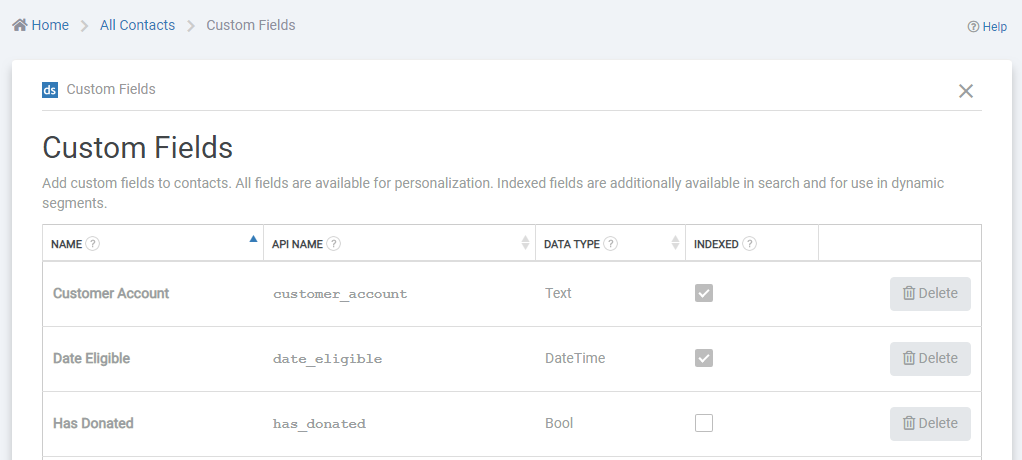 Home All Contacts Custom Fields Help
ds Custom Fields
Custom Fields
Add custom fields to contacts. All fields are available for personalization. Indexed fields are additionally available in search and for use in dynamic
segments.
NAME ? API NAME ? DATA TYPE ? INDEXED ?
Customer Account customer_account Text Delete
Date Eligible date_eligible DateTime Delete
Has Donated has_donated Bool Delete